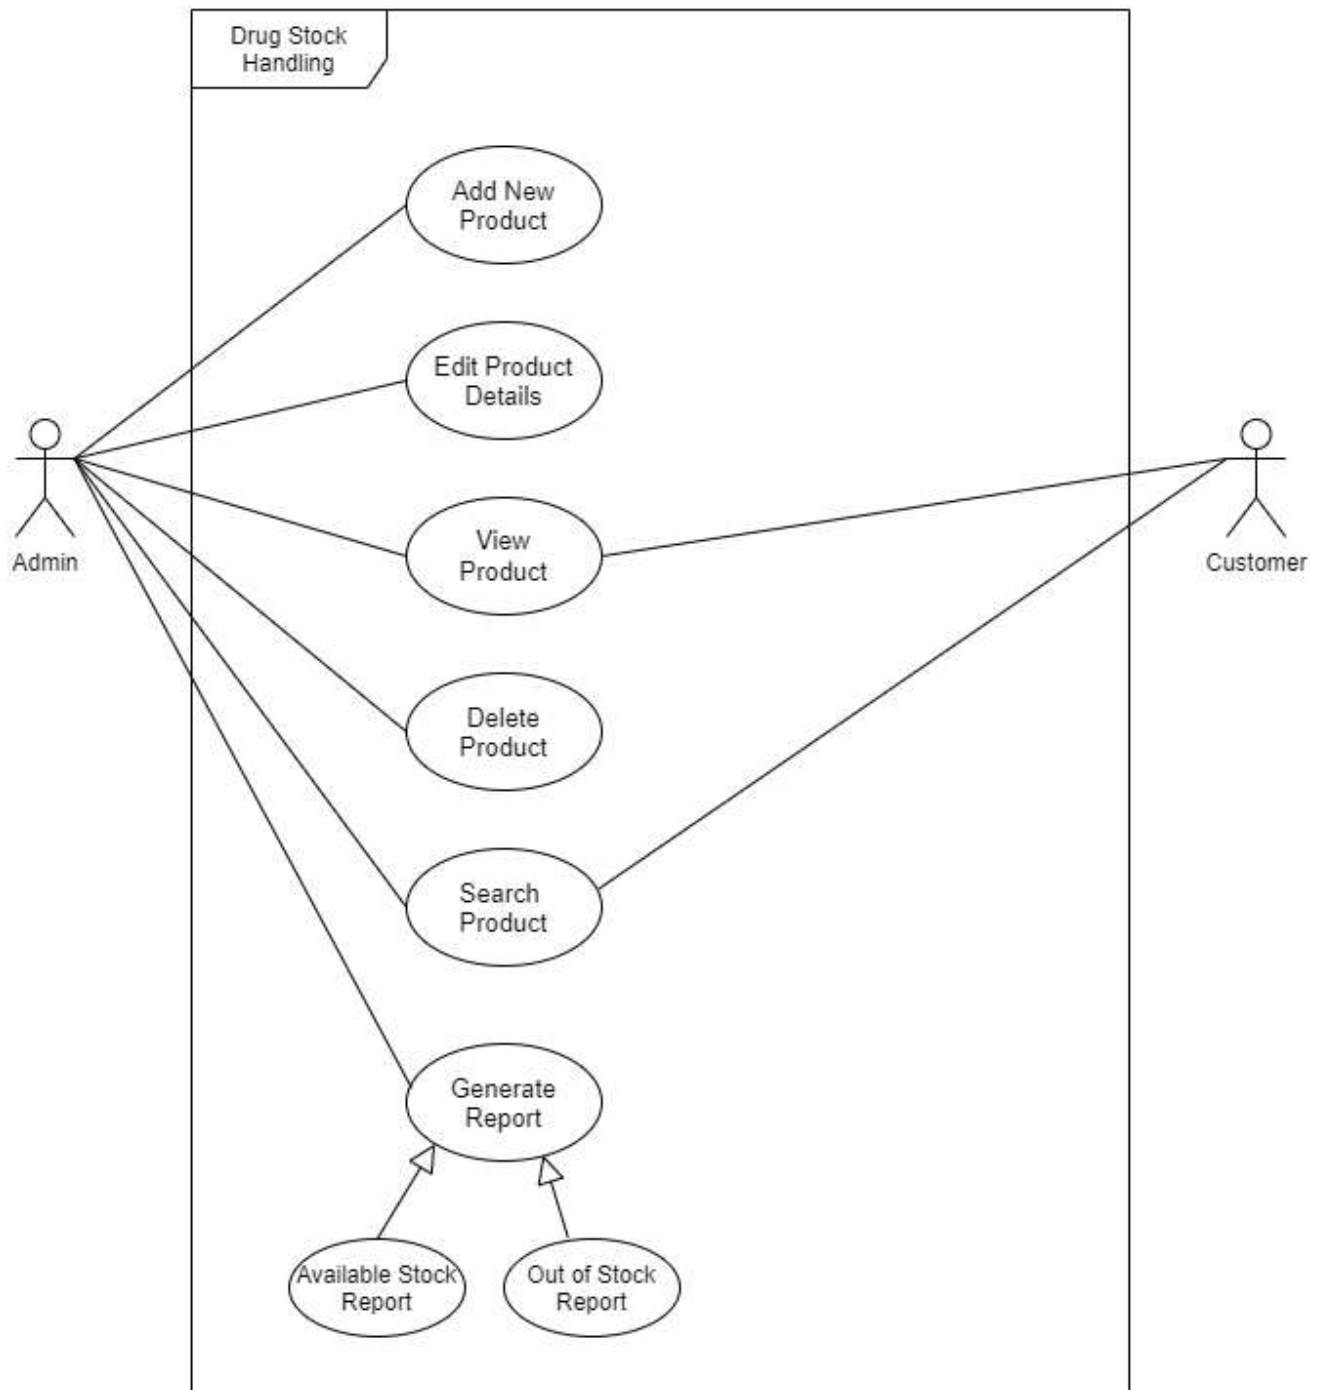 Drug Stock
Handling
Add New
Product
Edit Product
Details
Admin
Customer
View
Product
Delete
Product
Search
Product
Generate
Report
Available Stock
Report
Out of Stock
Report